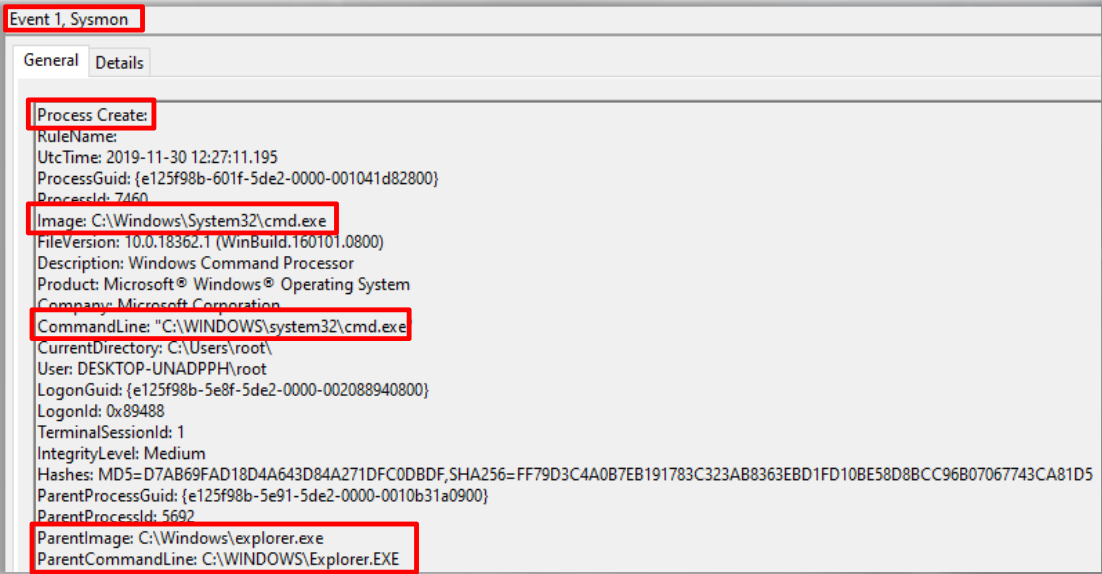 Event 1, Sysmon
General Details
Process Create:
RuleName:
UtcTime: 2019-11-30 12:27:11.195
ProcessGuid: {e125f98b-601f-5de2-0000-001041d82800}
ProcessId: 7460
Image: C:\Windows\System32\cmd.exe
FileVersion: 10.0.18362.1 (WinBuild.160101.0800)
Description: Windows Command Processor
Product: Microsoft® Windows® Operating System
Company: Microsoft Corporation
CommandLine: "C:\WINDOWS\system32\cmd.exe"
CurrentDirectory: C:\Users\root\
User: DESKTOP-UNADPPH\root
LogonGuid: {e125f98b-5e8f-5de2-0000-002088940800}
LogonId: 0x89488
TerminalSessionId: 1
IntegrityLevel: Medium
Hashes: MD5=D7AB69FAD18D4A643D84A271DFC0DBDF,SHA256=FF79D3C4A0B7EB191783C323AB8363EBD1FD10BE58D8BCC96B07067743CA81D5
ParentProcessGuid: {e125f98b-5e91-5de2-0000-0010b31a0900}
ParentProcessId: 5692
ParentImage: C:\Windows\explorer.exe
ParentCommandLine: C:\WINDOWS\Explorer.EXE